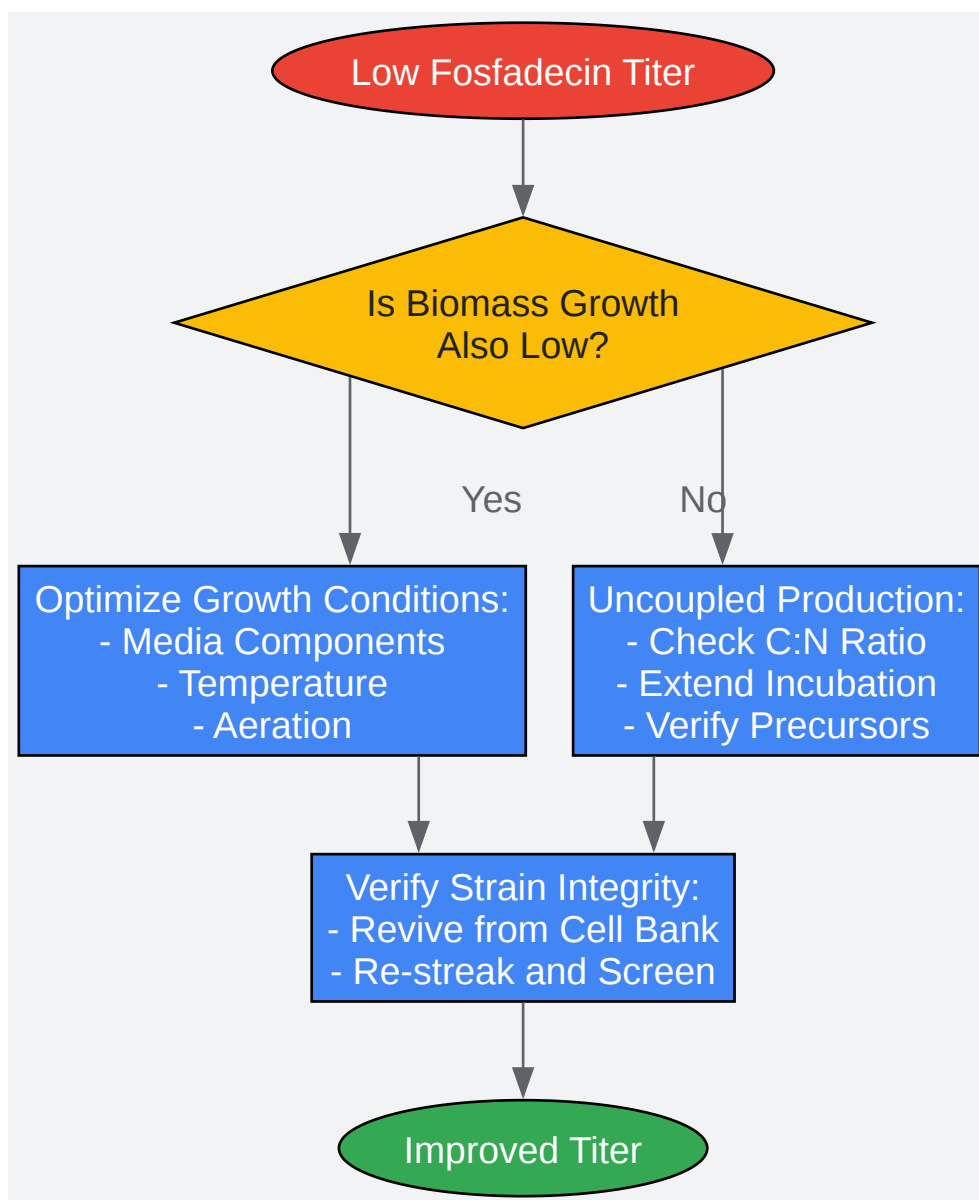 Low Fosfadecin Titer
Is Biomass Growth
Also Low?
Yes
No
Optimize Growth Conditions:
- Media Components
- Temperature
- Aeration
Uncoupled Production:
- Check C:N Ratio
- Extend Incubation
- Verify Precursors
Verify Strain Integrity:
- Revive from Cell Bank
- Re-streak and Screen
Improved Titer